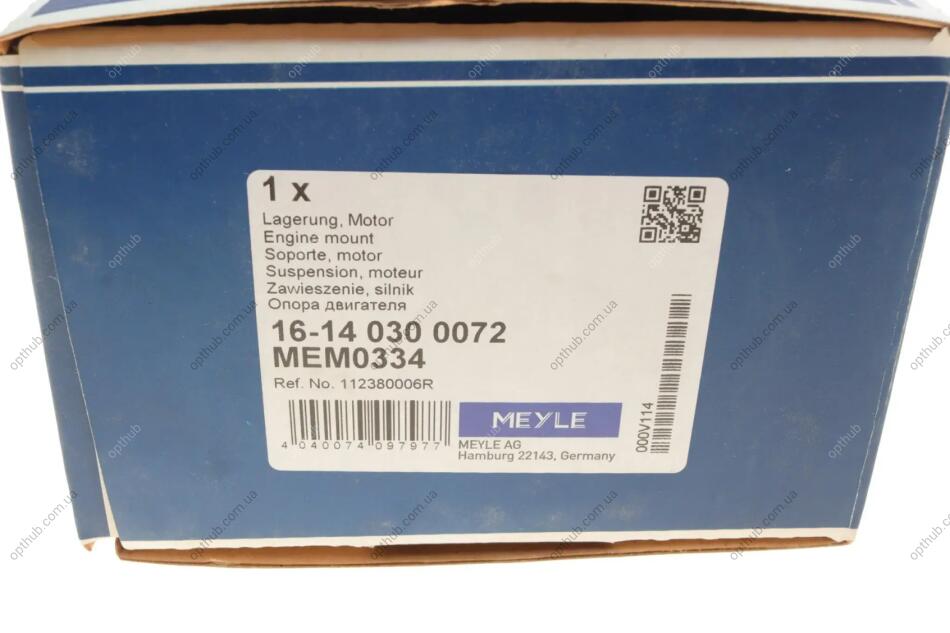 1 x
Lagerung, Motor
Engine mount
Soporte, motor
Suspension, moteur
Zawieszenie, silnik
Опора двигателя
16-14 030 0072
MEM0334
Ref. No. 112380006R
4 040074 097977
MEYLE
MEYLE AG
Hamburg 22143, Germany
000V114
opthub.com.ua